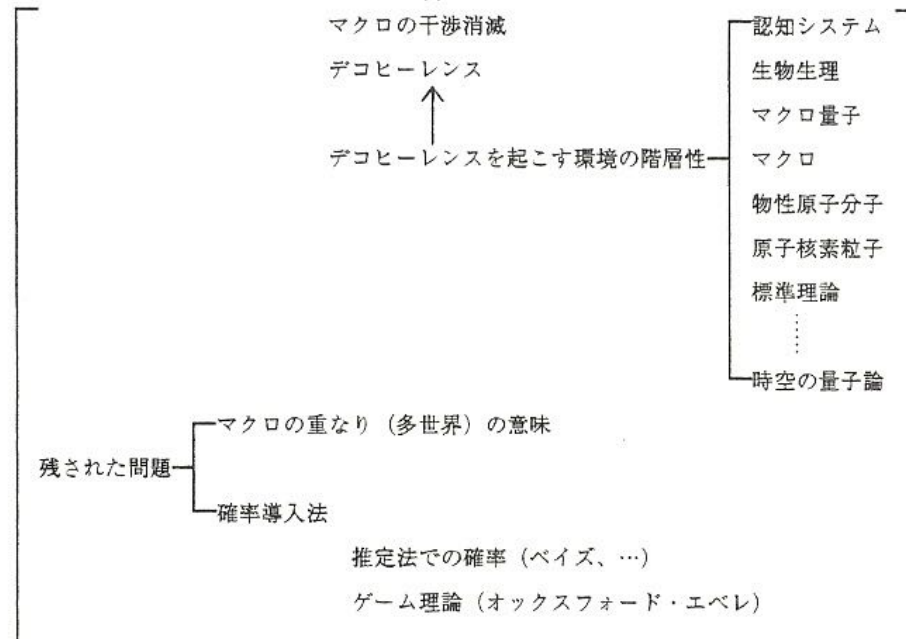 マクロの干渉消滅
デコヒーレンス
デコヒーレンスを起こす環境の階層性
認知システム
生物生理
マクロ量子
マクロ
物性原子分子
原子核素粒子
標準理論
時空の量子論
残された問題
マクロの重なり（多世界）の意味
確率導入法
推定法での確率（ベイズ、…）
ゲーム理論（オックスフォード・エベレ）